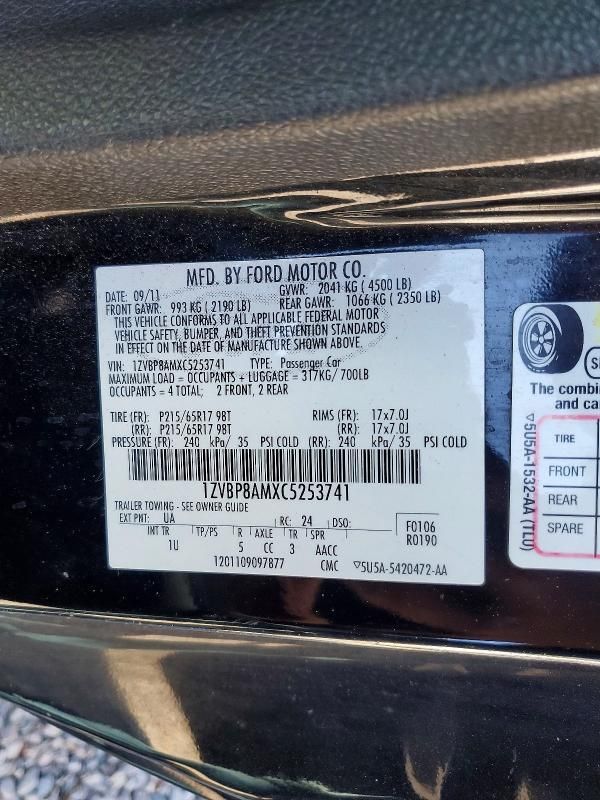 MFD. BY FORD MOTOR CO.
DATE: 09/11 GVWR: 2041 KG ( 4500 LB)
FRONT GAWR: 993 KG ( 2190 LB) REAR GAWR: 1066 KG ( 2350 LB)
THIS VEHICLE CONFORMS TO ALL APPLICABLE FEDERAL MOTOR
VEHICLE SAFETY, BUMPER, AND THEFT PREVENTION STANDARDS
IN EFFECT ON THE DATE OF MANUFACTURE SHOWN ABOVE.
VIN: 1ZVBP8AMXC5253741 TYPE: Passenger Car
MAXIMUM LOAD = OCCUPANTS + LUGGAGE = 317KG/700LB
OCCUPANTS = 4 TOTAL; 2 FRONT, 2 REAR
TIRE (FR): P215/65R17 98T RIMS (FR): 17x7.0J
(RR): P215/65R17 98T (RR): 17x7.0J
PRESSURE (FR): 240 kPa/ 35 PSI COLD (RR): 240 kPa/ 35 PSI COLD
1ZVBP8AMXC5253741
TRAILER TOWING - SEE OWNER GUIDE
EXT PNT: UA RC: 24 DSO: F0106
INT TR TP/PS R AXLE TR SPR R0190
1U 5 CC 3 AACC
1201109097B77 CMC ▽5U5A-5420472-AA
The combin
and car
TIRE
FRONT
REAR
SPARE
▽5U5A-1532-AA (TL0)